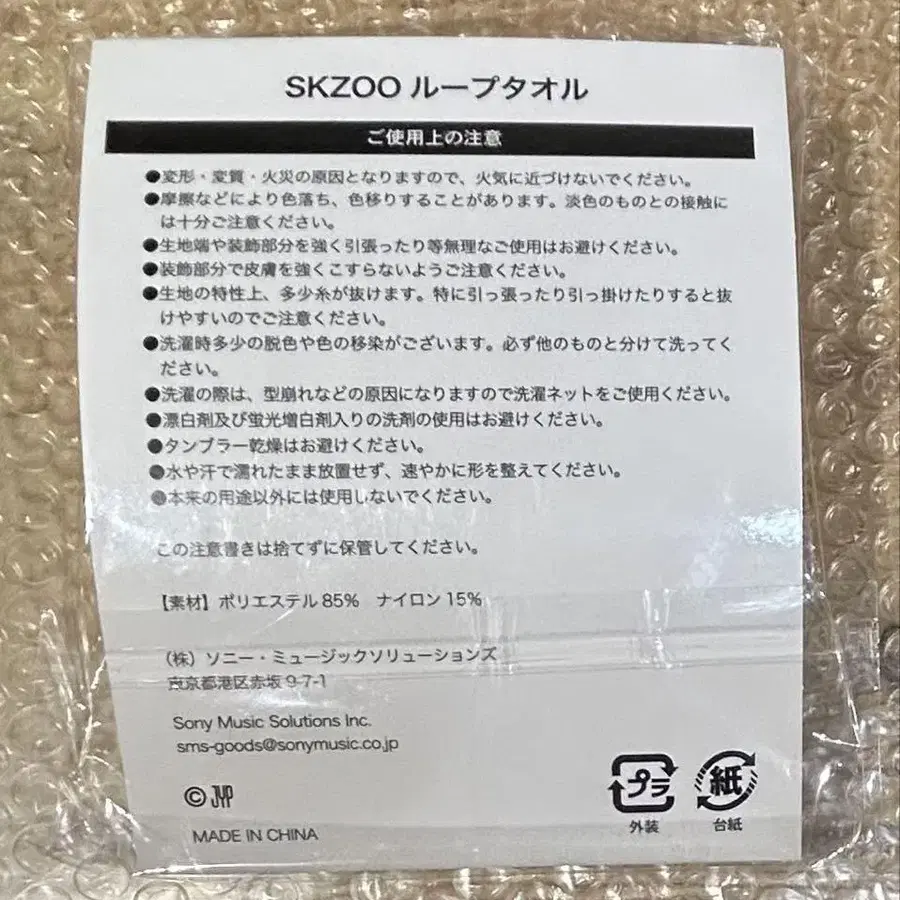 SKZOO ループタオル
ご使用上の注意
●変形・変質・火災の原因となりますので、火気に近づけないでください。
●摩擦などにより色落ち、色移りすることがあります。淡色のものとの接触に
は十分ご注意ください。
●生地端や装飾部分を強く引張ったり等無理なご使用はお避けください。
●装飾部分で皮膚を強くこすらないようご注意ください。
●生地の特性上、多少糸が抜けます。特に引っ張ったり引っ掛けたりすると抜
けやすいのでご注意ください。
●洗濯時多少の脱色や色の移染がございます。必ず他のものと分けて洗ってく
ださい。
●洗濯の際は、型崩れなどの原因になりますので洗濯ネットをご使用ください。
●漂白剤及び蛍光増白剤入りの洗剤の使用はお避けください。
●タンブラー乾燥はお避けください。
●水や汗で濡れたまま放置せず、速やかに形を整えてください。
●本来の用途以外には使用しないでください。
この注意書きは捨てずに保管してください。
【素材】ポリエステル85%　ナイロン15%
（株）ソニー・ミュージックソリューションズ
東京都港区赤坂9-7-1
Sony Music Solutions Inc.
sms-goods@sonymusic.co.jp
© JYP
MADE IN CHINA
プラ
外装
紙
台紙